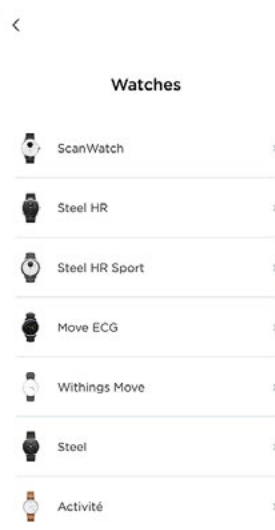 Watches
ScanWatch
Steel HR
Steel HR Sport
Move ECG
Withings Move
Steel
Activité